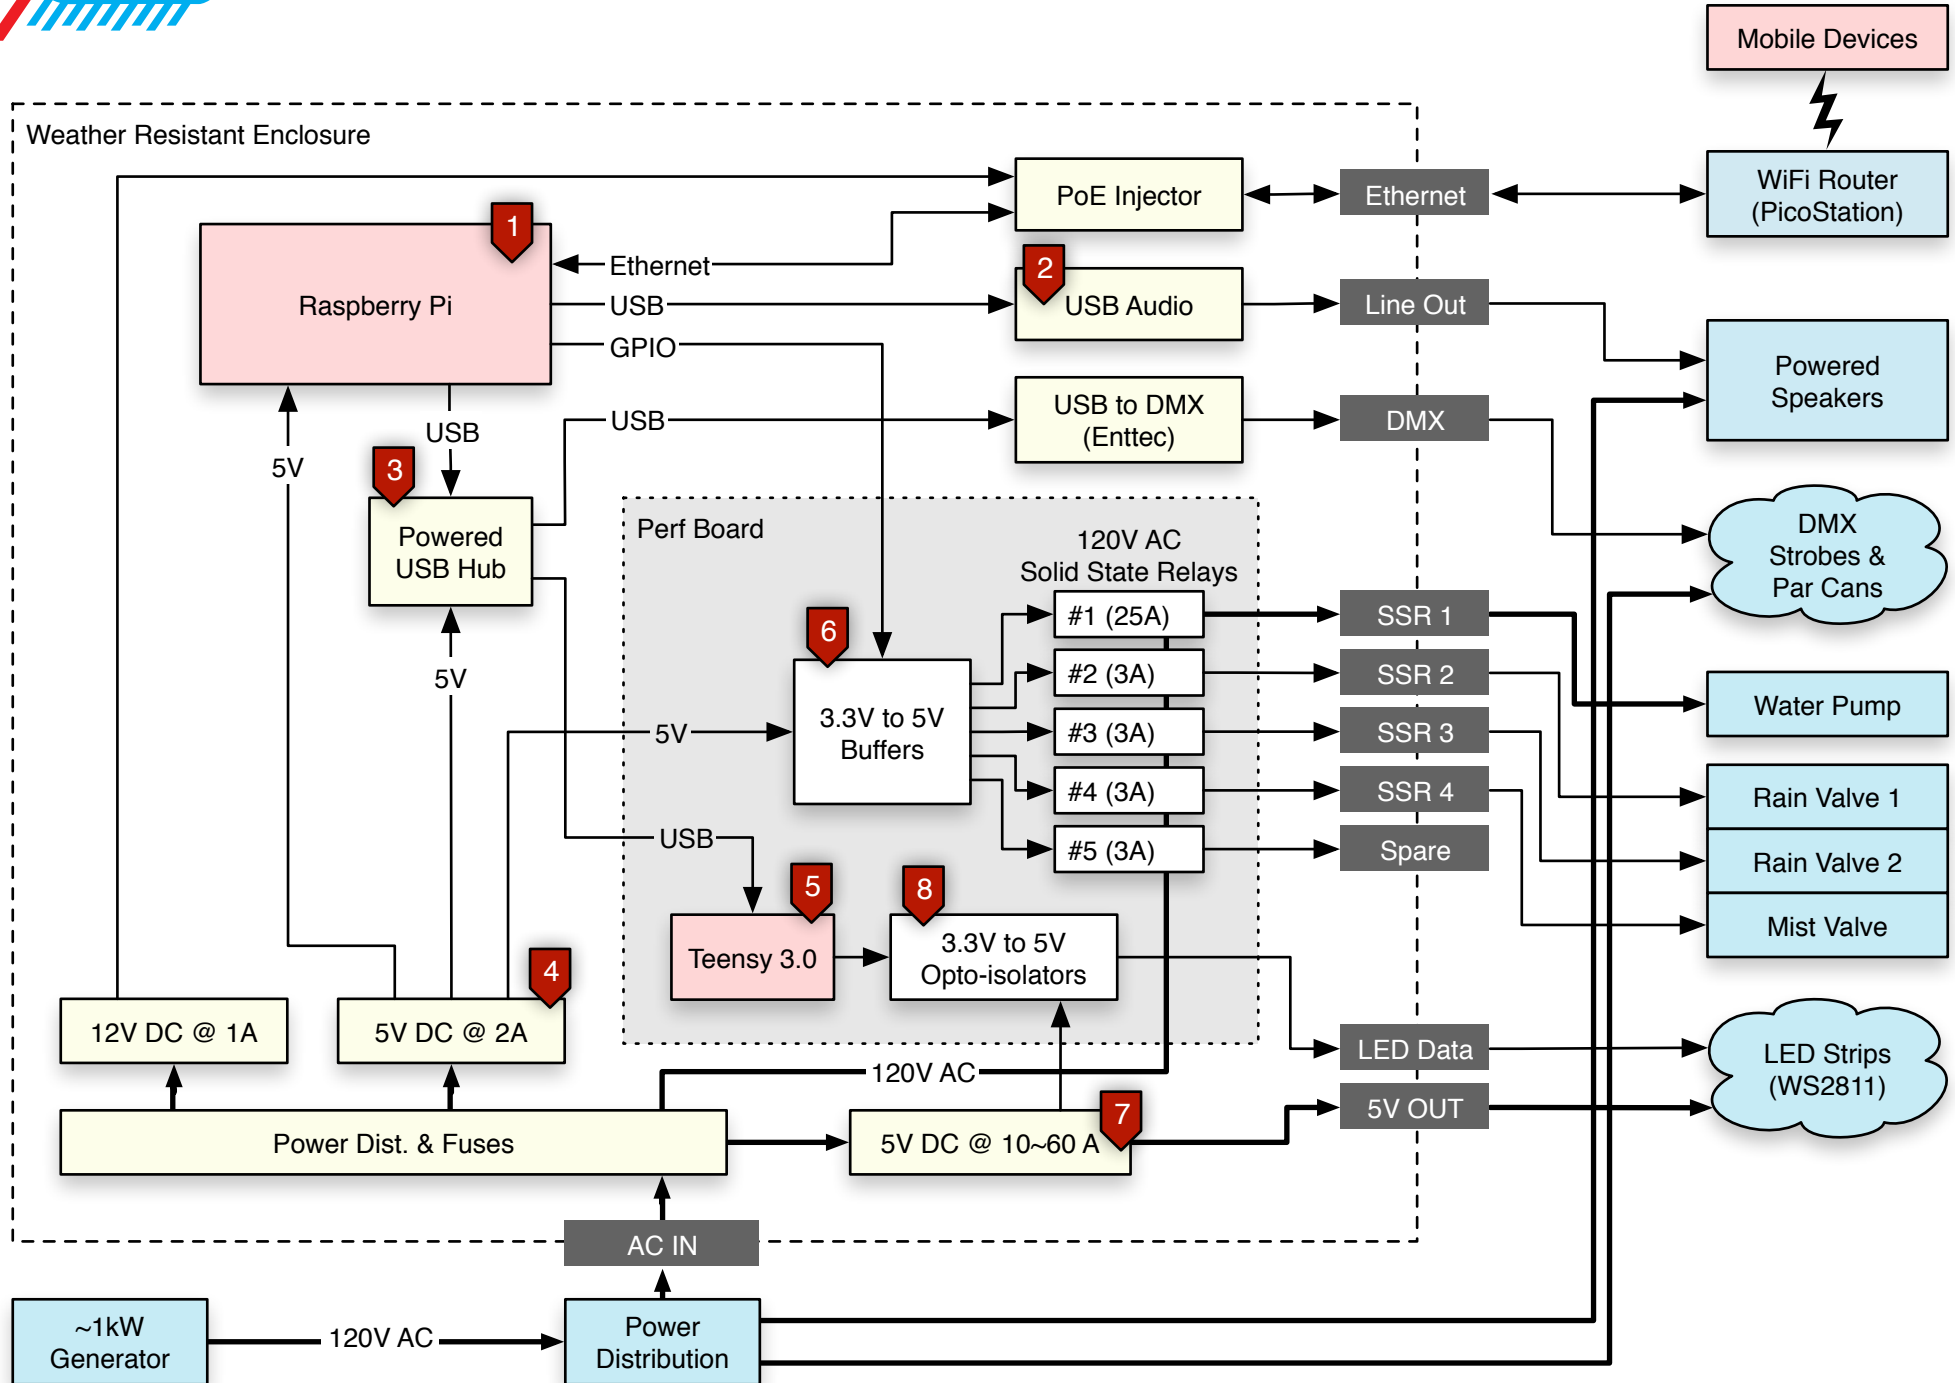 Mobile Devices
Weather Resistant Enclosure
PoE Injector
Ethernet
WiFi Router
(PicoStation)
1
Raspberry Pi
Ethernet
2
USB
USB Audio
Line Out
GPIO
Powered
Speakers
USB
USB to DMX
(Enttec)
DMX
USB
5V
3
Powered
USB Hub
Perf Board
120V AC
Solid State Relays
DMX
Strobes &
Par Cans
#1 (25A)
SSR 1
6
#2 (3A)
SSR 2
5V
Water Pump
3.3V to 5V
Buffers
5V
#3 (3A)
SSR 3
#4 (3A)
SSR 4
Rain Valve 1
USB
#5 (3A)
Spare
Rain Valve 2
5
8
Mist Valve
Teensy 3.0
3.3V to 5V
Opto-isolators
4
12V DC @ 1A
5V DC @ 2A
LED Data
LED Strips
(WS2811)
120V AC
5V OUT
7
Power Dist. & Fuses
5V DC @ 10~60 A
AC IN
~1kW
Generator
120V AC
Power
Distribution